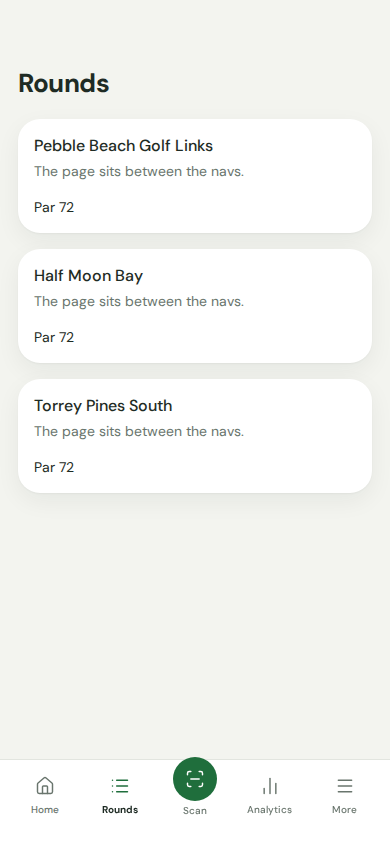 Rounds
Pebble Beach Golf Links
The page sits between the navs.
Par 72
Half Moon Bay
The page sits between the navs.
Par 72
Torrey Pines South
The page sits between the navs.
Par 72
Home
Rounds
Scan
Analytics
More